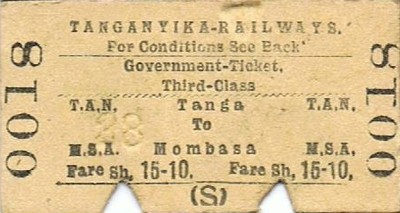 TANGANYIKA-RAILWAYS.
For Conditions See Back
Government-Ticket.
Third-Class
T.A.N. Tanga T.A.N.
To
M.S.A. Mombasa M.S.A.
Fare Sh. 15-10. Fare Sh. 15-10.
(S)
0018
0018
28